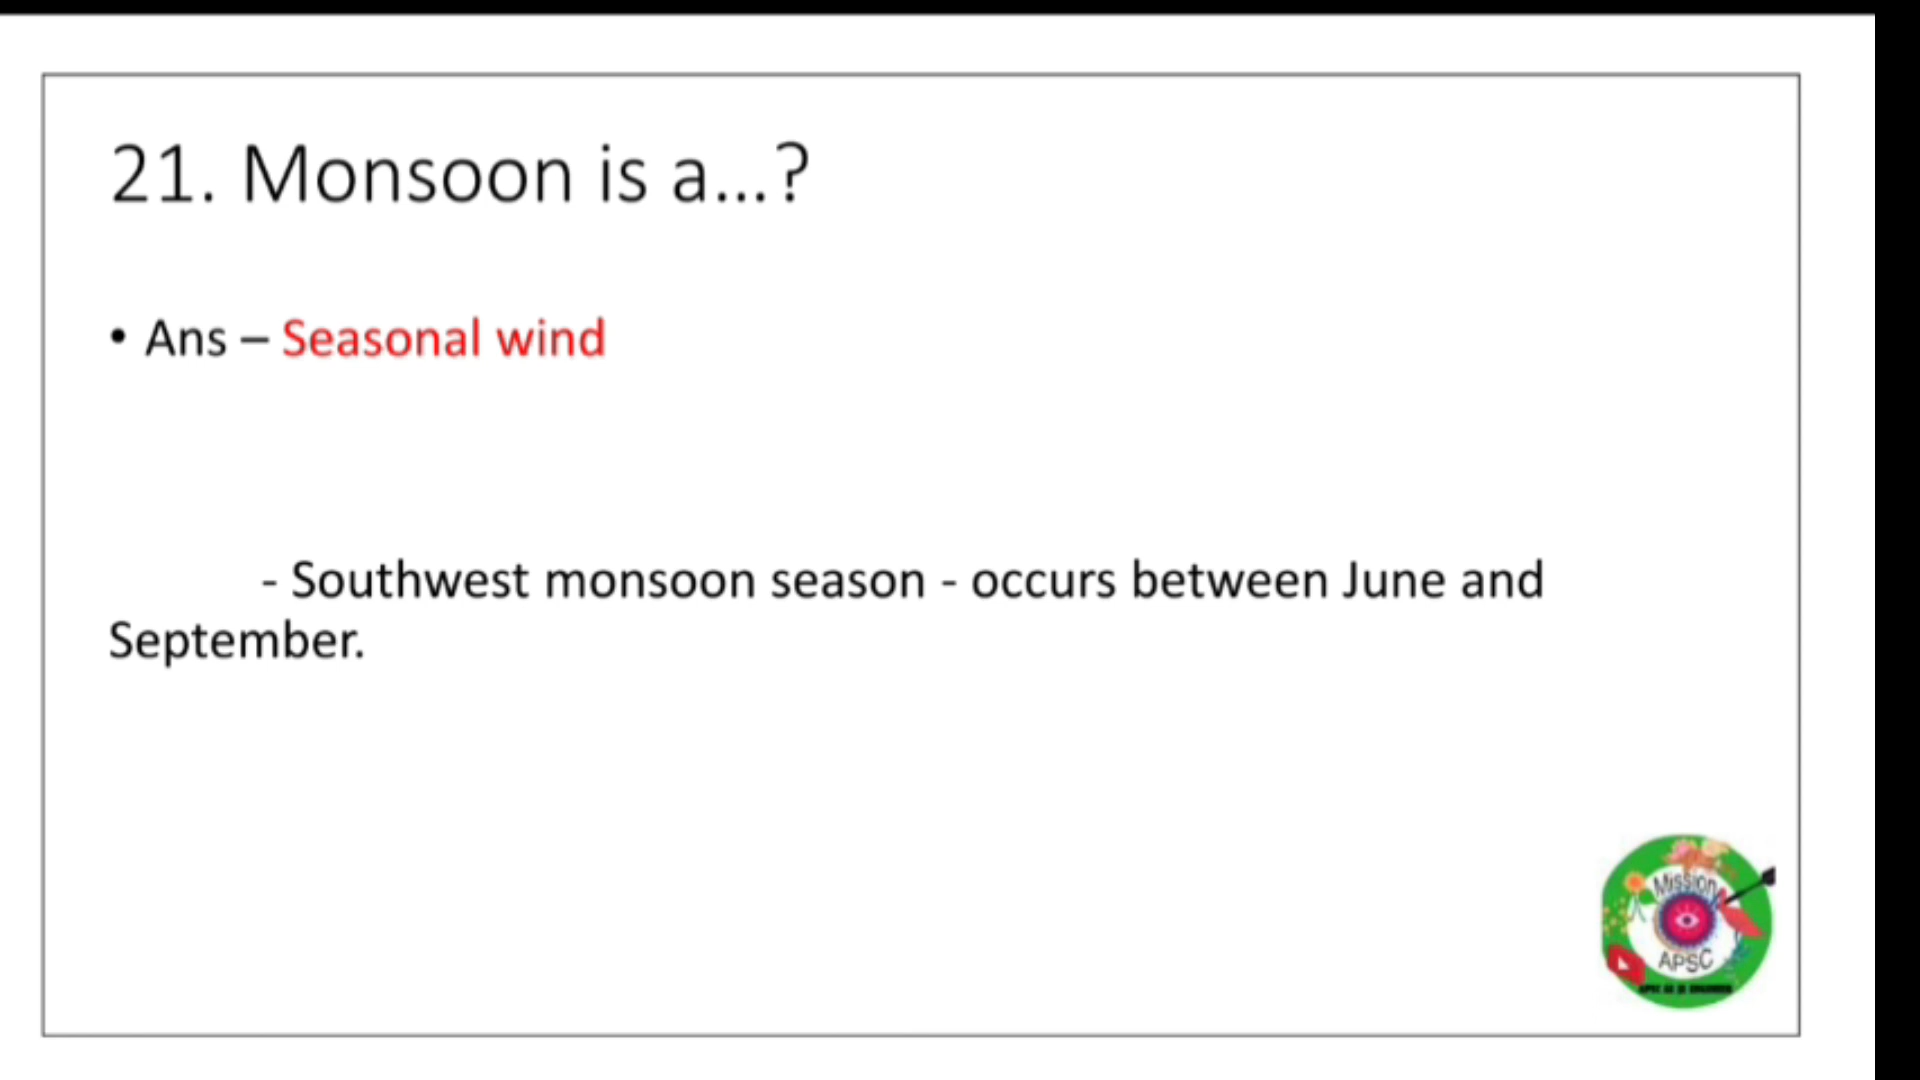 21. Monsoon is a...?
• Ans – Seasonal wind
- Southwest monsoon season - occurs between June and
September.
Mission
APSC